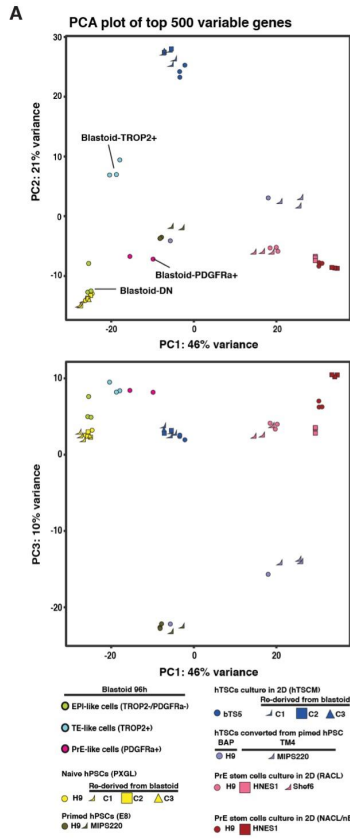 A
PCA plot of top 500 variable genes
30
20
10
0
-10
PC2: 21% variance
Blastoid-TROP2+
Blastoid-PDGFRa+
Blastoid-DN
-20 0 20
PC1: 46% variance
10
0
-10
-20
PC3: 10% variance
-20 0 20
PC1: 46% variance
Blastoid 96h
EPI-like cells (TROP2-/PDGFRa-)
TE-like cells (TROP2+)
PrE-like cells (PDGFRa+)
Naive hPSCs (PXGL)
Re-derived from blastoid
H9 C1 C2 C3
Primed hPSCs (E8)
H9 MIPS220
hTSCs culture in 2D (hTSCM)
Re-derived from blastoid
bTS5 C1 C2 C3
hTSCs converted from pimed hPSC
BAP TM4
H9 MIPS220
PrE stem cells culture in 2D (RACL)
H9 HNES1 Shef6
PrE stem cells culture in 2D (NACL/
H9 HNES1